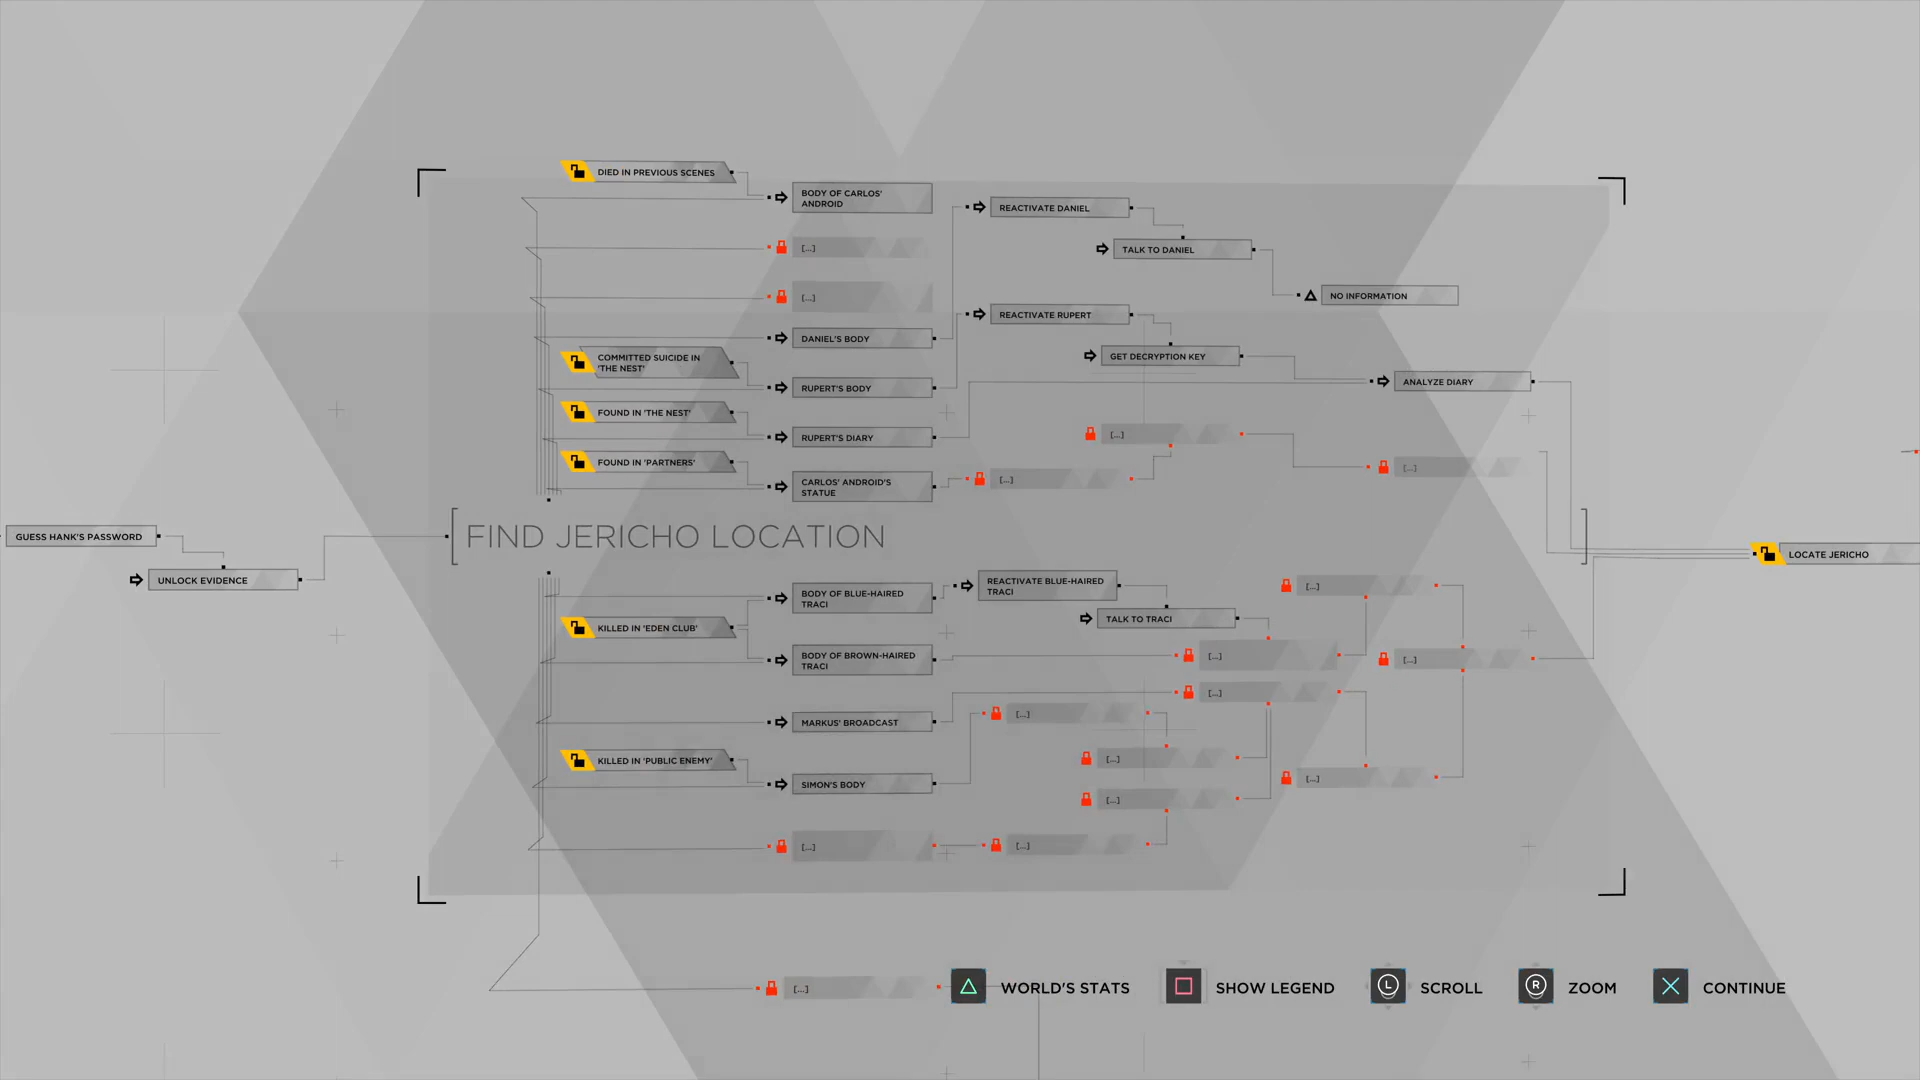 DIED IN PREVIOUS SCENES
BODY OF CARLOS'
ANDROID
[...]
[...]
REACTIVATE DANIEL
TALK TO DANIEL
NO INFORMATION
DANIEL'S BODY
REACTIVATE RUPERT
GET DECRYPTION KEY
COMMITTED SUICIDE IN
'THE NEST'
RUPERT'S BODY
ANALYZE DIARY
FOUND IN 'THE NEST'
RUPERT'S DIARY
[...]
FOUND IN 'PARTNERS'
CARLOS' ANDROID'S
STATUE
[...]
[...]
GUESS HANK'S PASSWORD
UNLOCK EVIDENCE
FIND JERICHO LOCATION
LOCATE JERICHO
BODY OF BLUE-HAIRED
TRACI
REACTIVATE BLUE-HAIRED
TRACI
[...]
KILLED IN 'EDEN CLUB'
TALK TO TRACI
BODY OF BROWN-HAIRED
TRACI
[...]
[...]
MARKUS' BROADCAST
[...]
[...]
KILLED IN 'PUBLIC ENEMY'
SIMON'S BODY
[...]
[...]
[...]
[...]
[...]
[...]
WORLD'S STATS
SHOW LEGEND
L
SCROLL
R
ZOOM
CONTINUE